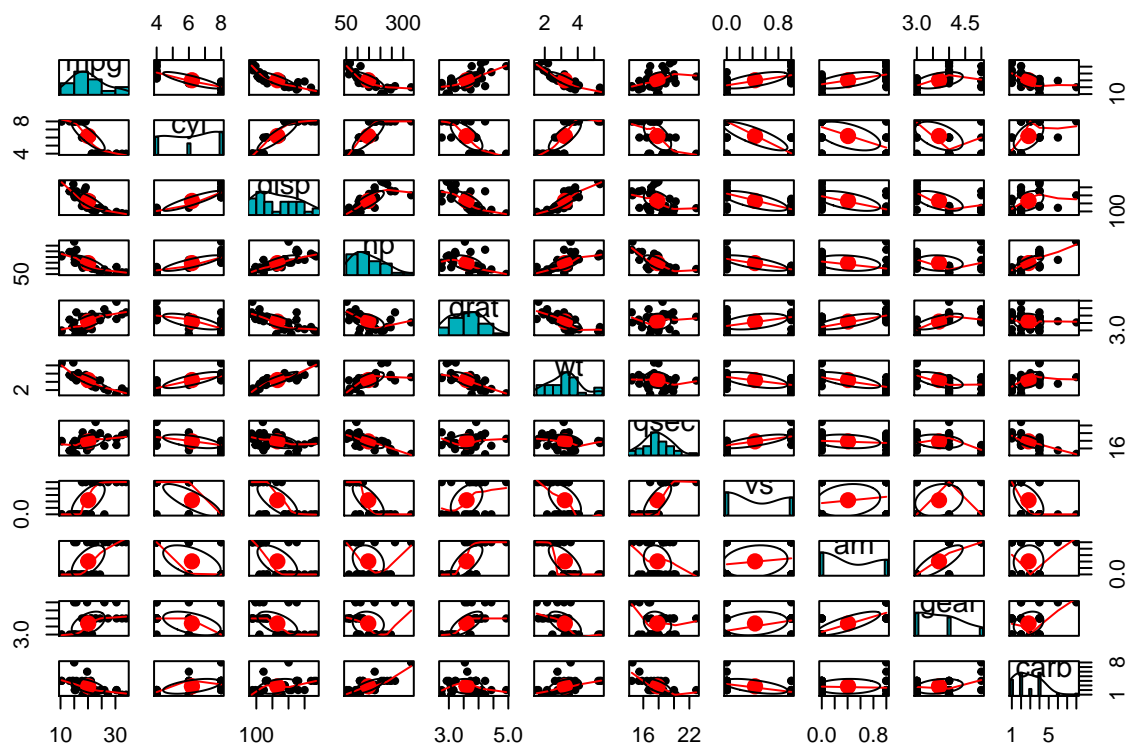 4 6 8 50 300 2 4 0.0 0.8 3.0 4.5
mpg 10
4 8 cyl
disp 100
50 hp
drat 3.0
2 wt
qsec 16
0.0 vs
am 0.0
3.0 gear
carb 1 8
10 30 100 3.0 5.0 16 22 0.0 0.8 1 5